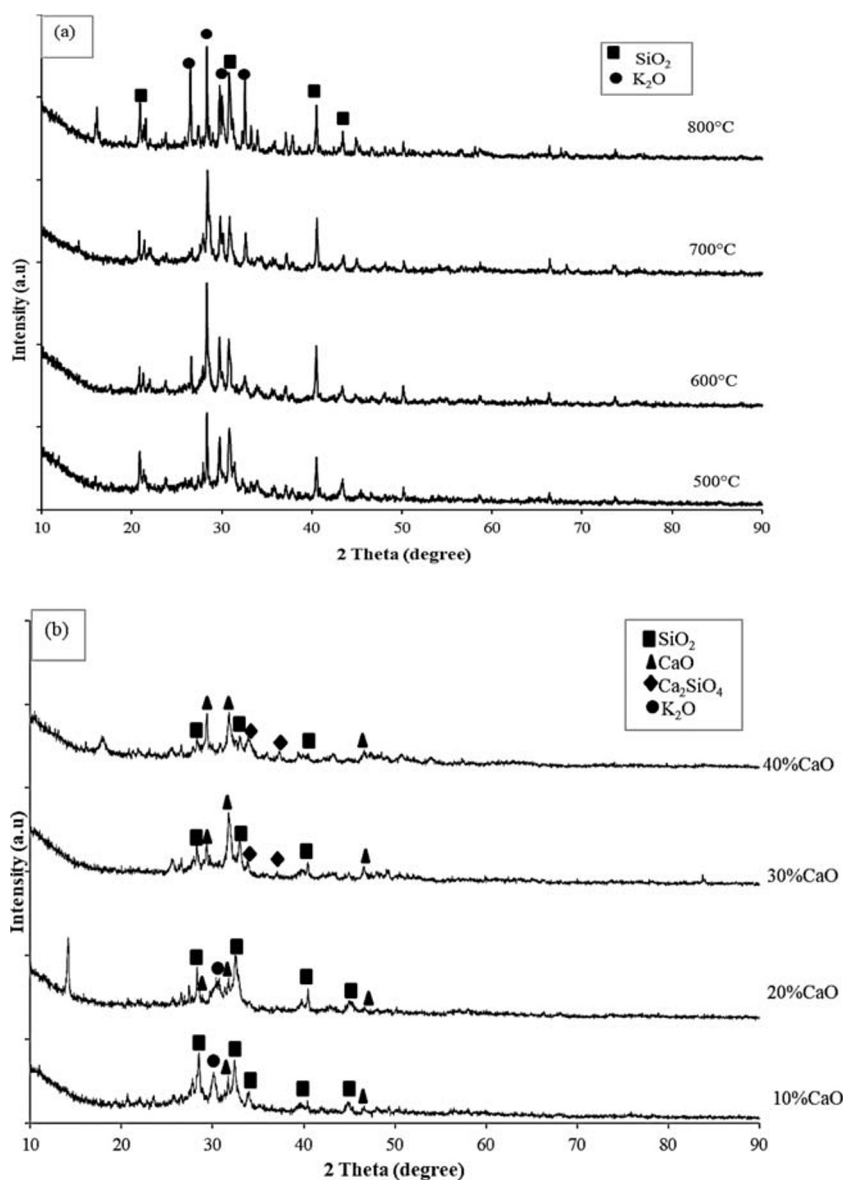 (a)
SiO₂
K₂O
800°C
700°C
600°C
500°C
Intensity (a.u)
10 20 30 40 50 60 70 80 90
2 Theta (degree)
(b)
SiO₂
CaO
Ca₂SiO₄
K₂O
40%CaO
30%CaO
20%CaO
10%CaO
Intensity (a.u)
10 20 30 40 50 60 70 80 90
2 Theta (degree)